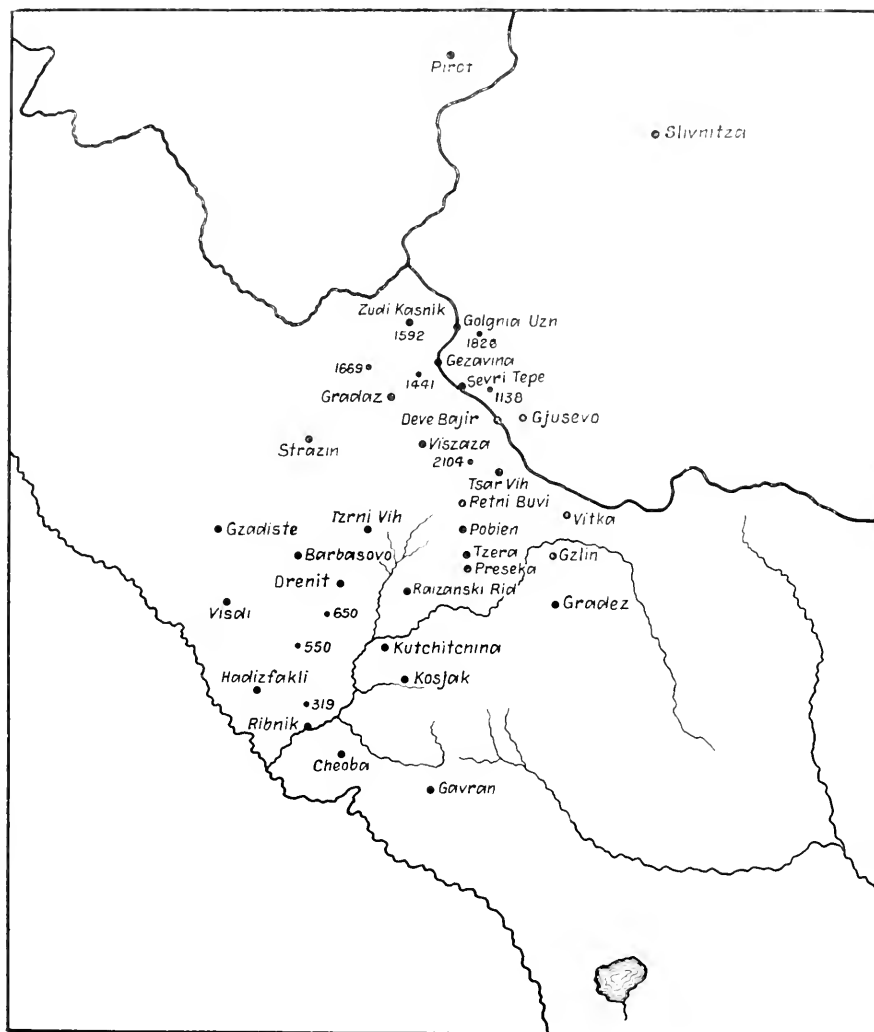 Pirot
Slivnitza
Zudi Kasnik
1592
Golgnia Uzn
1828
Gezavina
1669
1441
Sevri Tepe
1138
Gradaz
Deve Bajir
Gjusevo
Strazin
Viszaza
2104
Tsar Vih
Retni Buvi
Vitka
Gzadiste
Tzrni Vih
Pobien
Barbasovo
Tzera
Gzlin
Preseka
Drenit
Raizanski Rid
Visdi
650
Gradez
550
Kutchitchina
Hadizfakli
Kosjak
319
Ribnik
Cheoba
Gavran